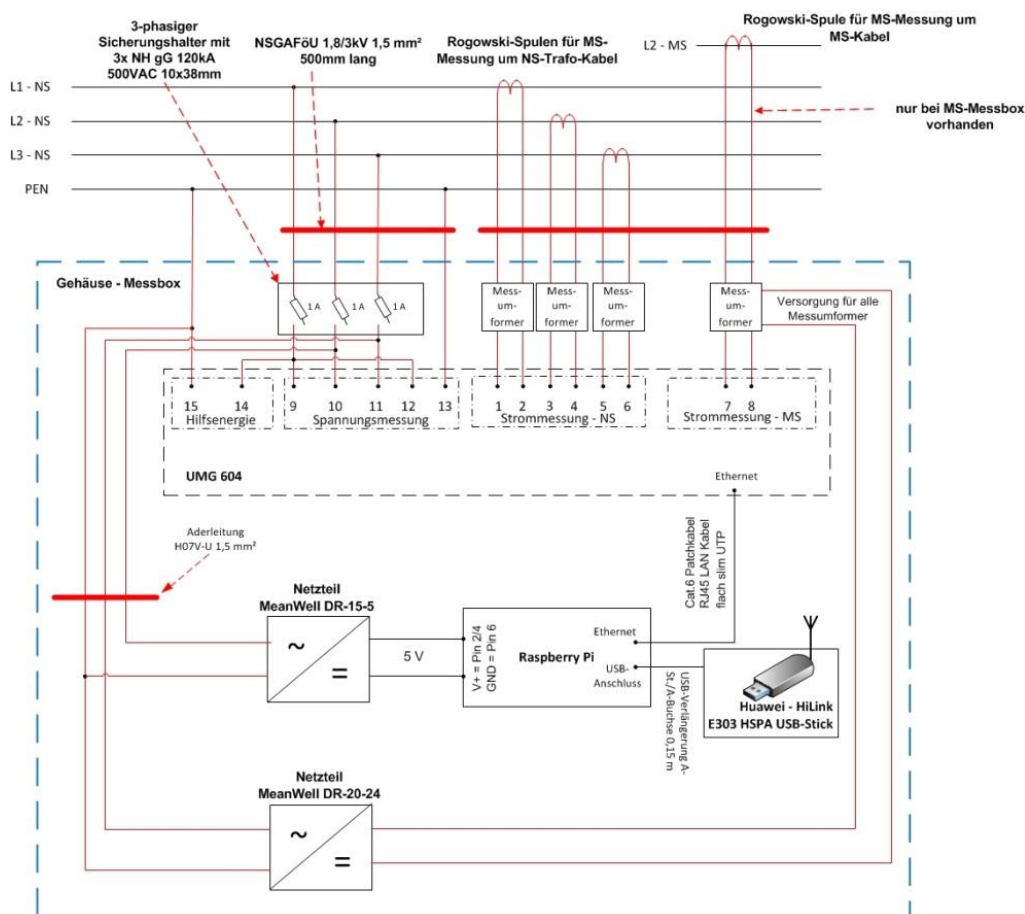 3-phasiger
Sicherungshalter mit
3x NH gG 120kA
500VAC 10x38mm
NSGAFöU 1,8/3kV 1,5 mm²
500mm lang
Rogowski-Spulen für MS-
Messung um NS-Trafo-Kabel
Rogowski-Spule für MS-Messung um
MS-Kabel
L2 - MS
nur bei MS-Messbox
vorhanden
L1 - NS
L2 - NS
L3 - NS
PEN
Gehäuse - Messbox
1 A
1 A
1 A
Mess-
um-
former
Mess-
um-
former
Mess-
um-
former
Mess-
um-
former
Versorgung für alle
Messumformer
15
14
Hilfsenergie
9
10
11
12
13
Spannungsmessung
1
2
3
4
5
6
Strommessung - NS
7
8
Strommessung - MS
UMG 604
Ethernet
Aderleitung
H07V-U 1,5 mm²
Cat.6 Patchkabel
RJ45 LAN Kabel
flach slim UTP
Netzteil
MeanWell DR-15-5
~
=
5 V
V+ = Pin 2/4
GND = Pin 6
Raspberry Pi
Ethernet
USB-
Anschluss
USB-Verlängerung A-
St./A-Buchse 0,15 m
Huawei - HiLink
E303 HSPA USB-Stick
Netzteil
MeanWell DR-20-24
~
=